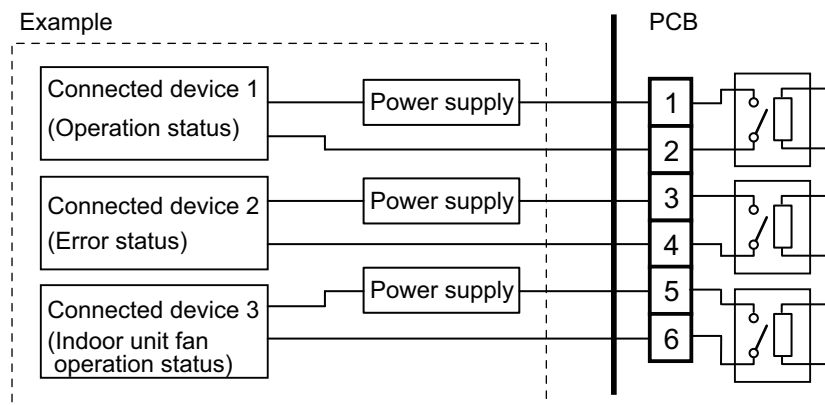 Example
PCB
Connected device 1
(Operation status)
Power supply
1
2
Connected device 2
(Error status)
Power supply
3
4
Connected device 3
(Indoor unit fan
operation status)
Power supply
5
6